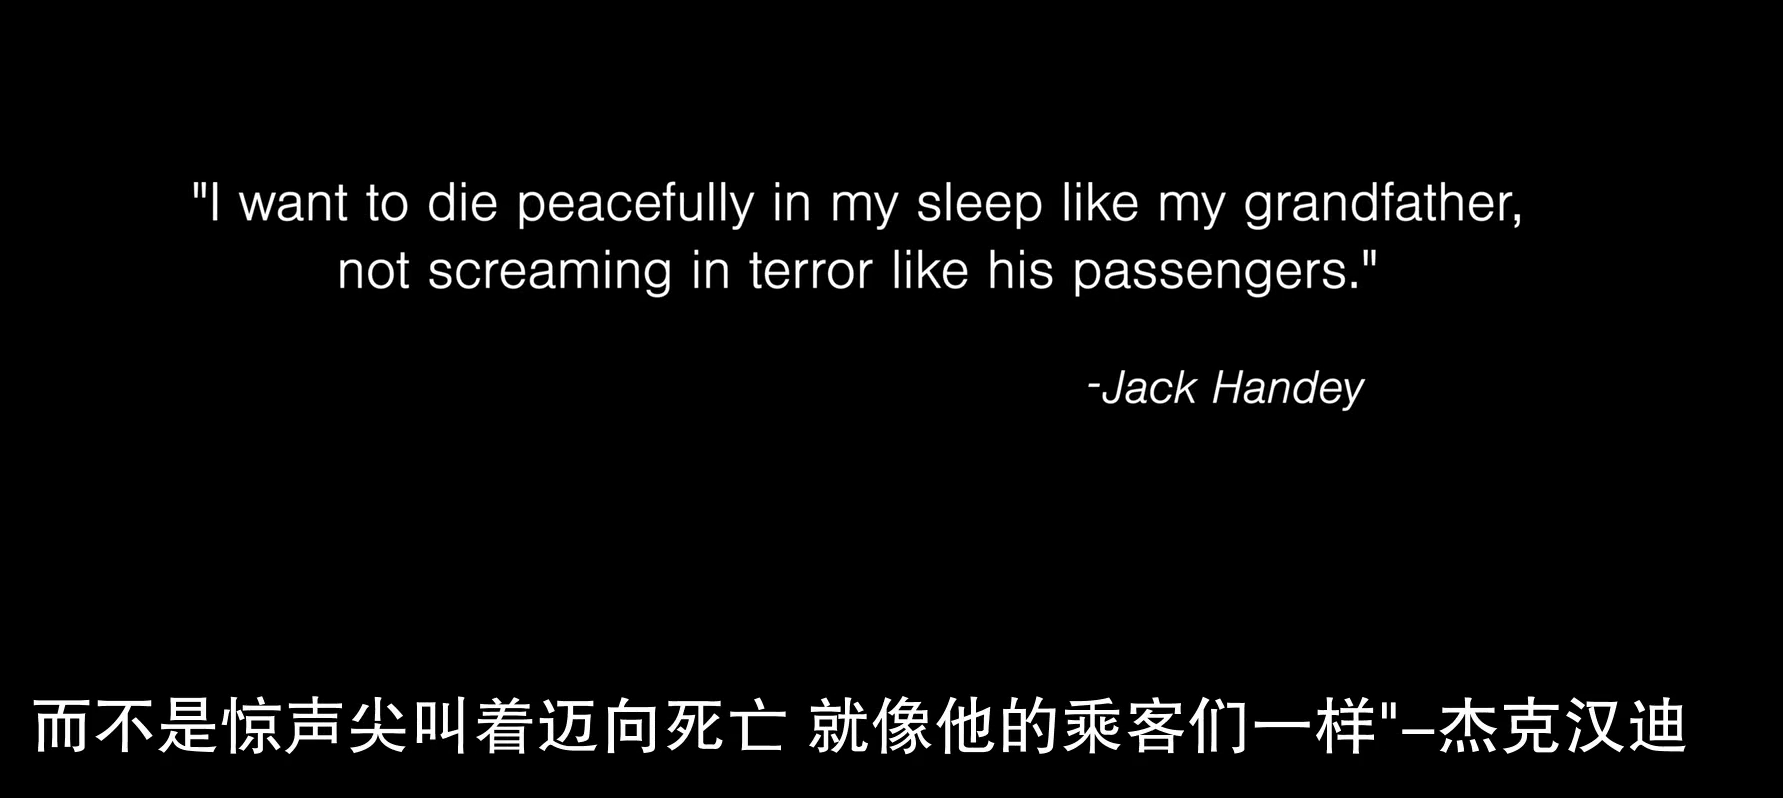 "I want to die peacefully in my sleep like my grandfather,
not screaming in terror like his passengers."
-Jack Handey
而不是惊声尖叫着迈向死亡 就像他的乘客们一样"–杰克汉迪